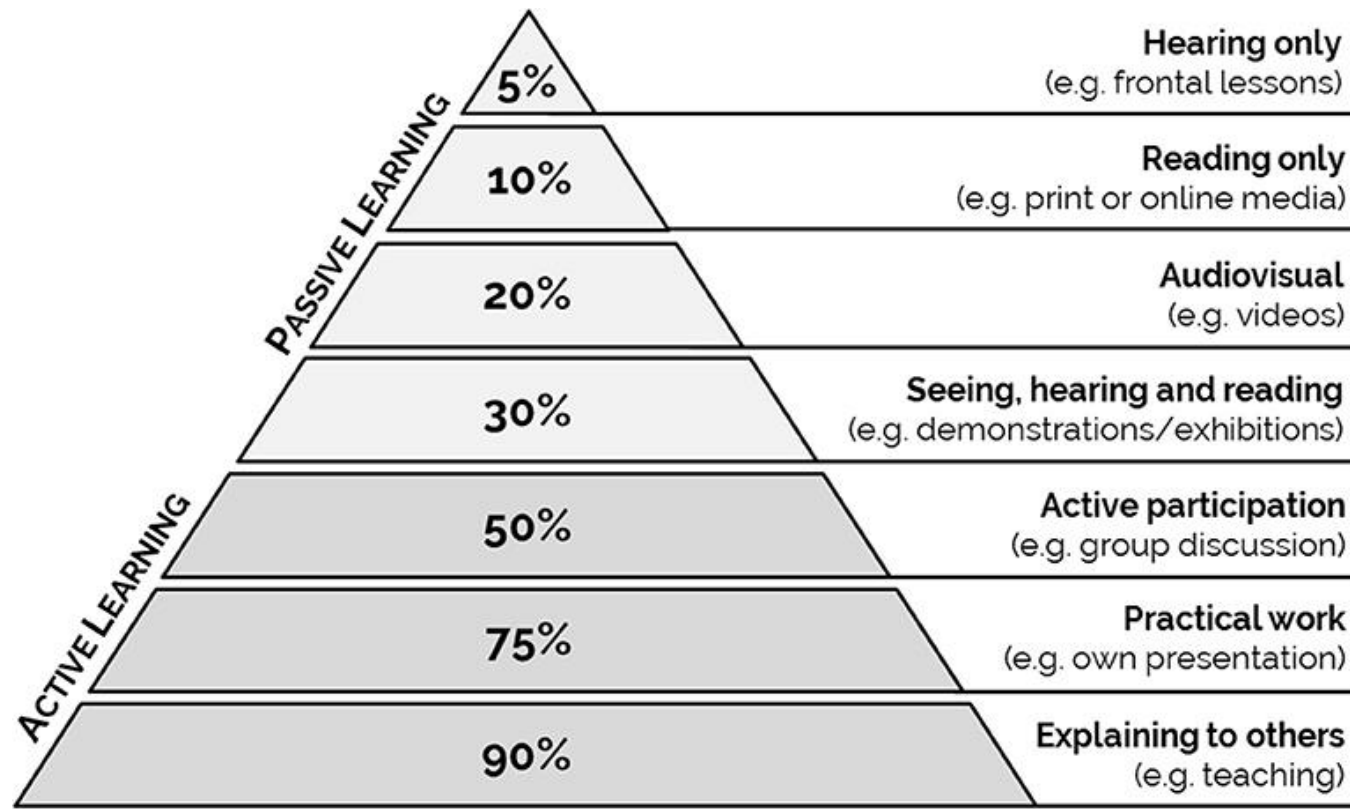 5%
Hearing only
(e.g. frontal lessons)
10%
Reading only
(e.g. print or online media)
20%
Audiovisual
(e.g. videos)
30%
Seeing, hearing and reading
(e.g. demonstrations/exhibitions)
PASSIVE LEARNING
50%
Active participation
(e.g. group discussion)
75%
Practical work
(e.g. own presentation)
90%
Explaining to others
(e.g. teaching)
ACTIVE LEARNING